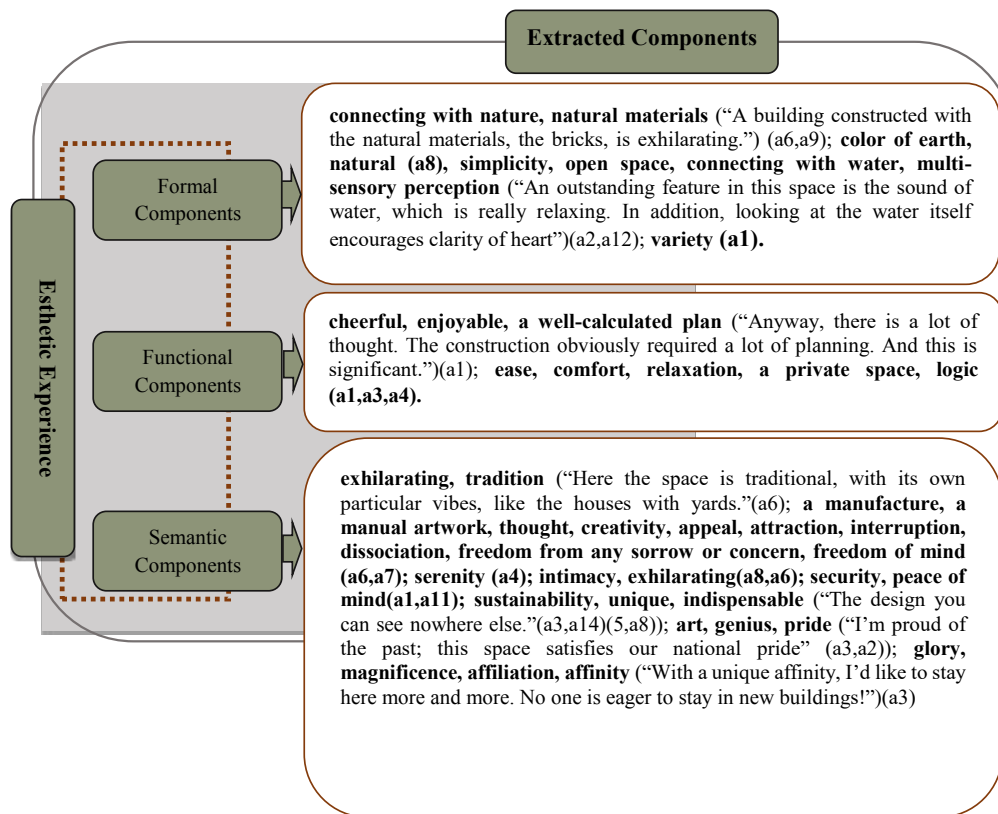 Extracted Components
Esthetic Experience
Formal
Components
connecting with nature, natural materials (“A building constructed with
the natural materials, the bricks, is exhilarating.”) (a6,a9); color of earth,
natural (a8), simplicity, open space, connecting with water, multi-
sensory perception (“An outstanding feature in this space is the sound of
water, which is really relaxing. In addition, looking at the water itself
encourages clarity of heart”)(a2,a12); variety (a1).
Functional
Components
cheerful, enjoyable, a well-calculated plan (“Anyway, there is a lot of
thought. The construction obviously required a lot of planning. And this is
significant.”)(a1); ease, comfort, relaxation, a private space, logic
(a1,a3,a4).
Semantic
Components
exhilarating, tradition (“Here the space is traditional, with its own
particular vibes, like the houses with yards.”(a6); a manufacture, a
manual artwork, thought, creativity, appeal, attraction, interruption,
dissociation, freedom from any sorrow or concern, freedom of mind
(a6,a7); serenity (a4); intimacy, exhilarating(a8,a6); security, peace of
mind(a1,a11); sustainability, unique, indispensable (“The design you
can see nowhere else.”(a3,a14)(5,a8)); art, genius, pride (“I’m proud of
the past; this space satisfies our national pride” (a3,a2)); glory,
magnificence, affiliation, affinity (“With a unique affinity, I’d like to stay
here more and more. No one is eager to stay in new buildings!”)(a3)